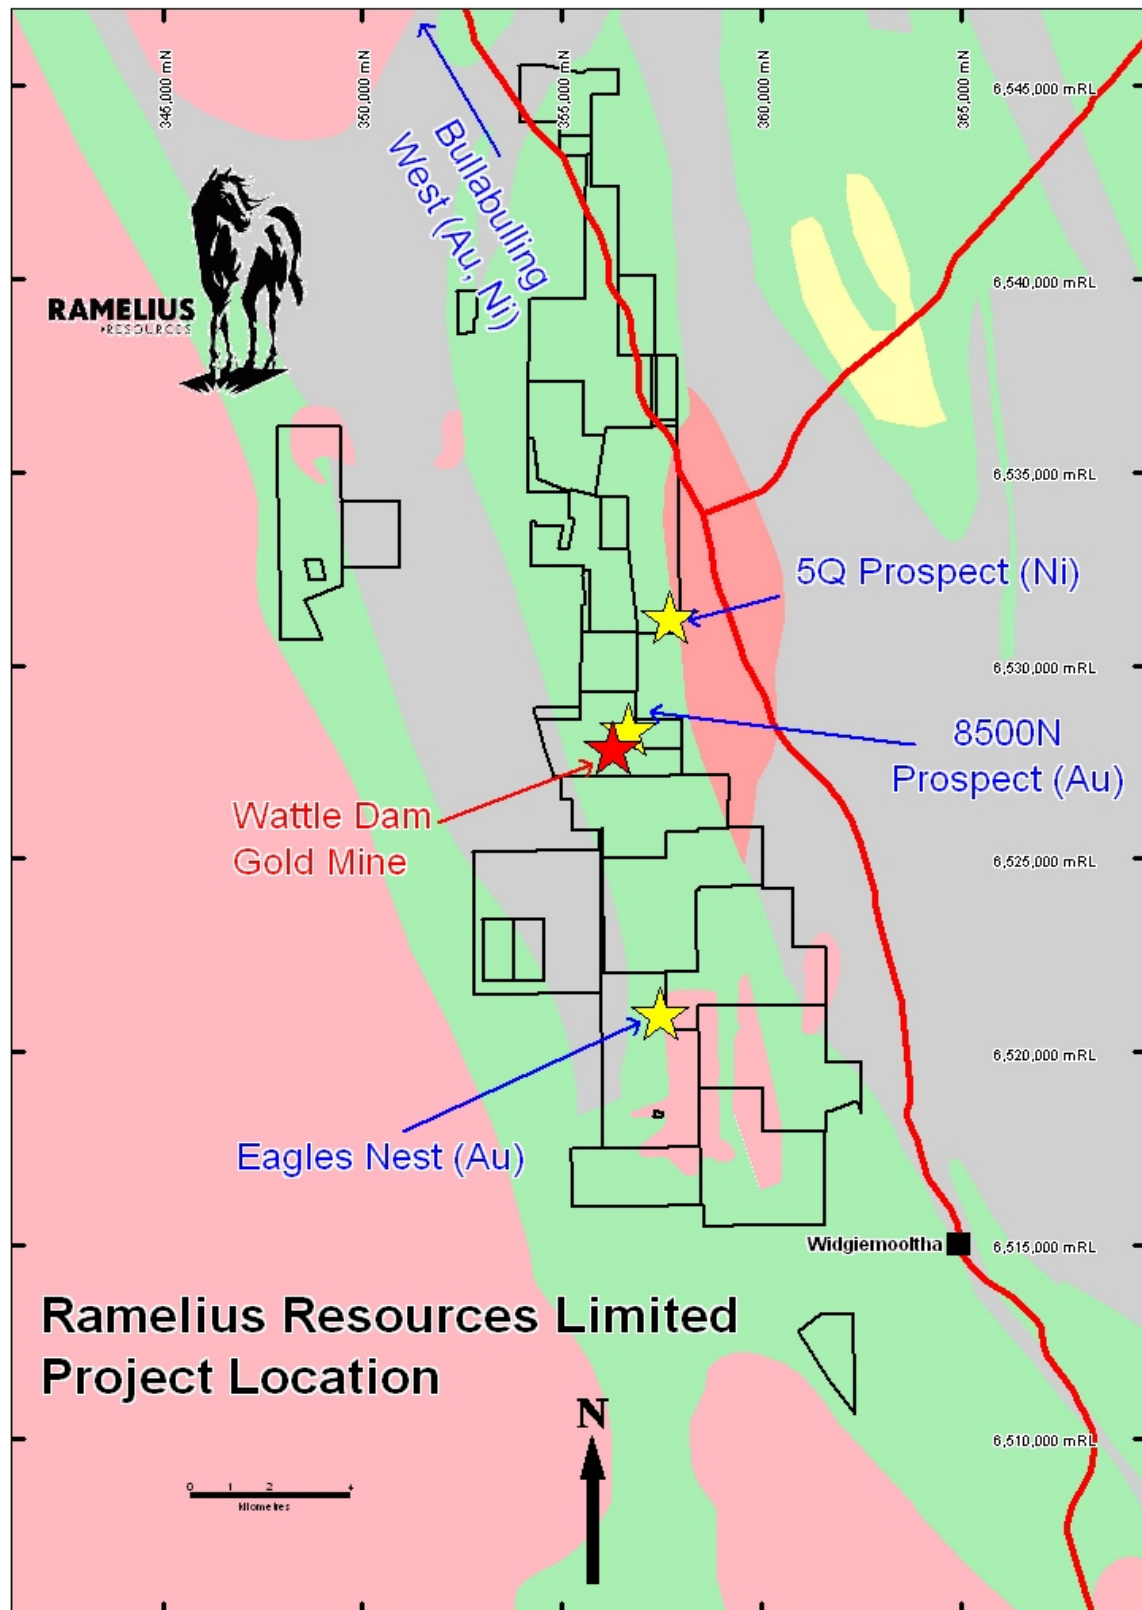 345,000 mN
350,000 mN
355,000 mN
360,000 mN
365,000 mN
6,545,000 mRL
Bullabulling
West (Au, Ni)
6,540,000 mRL
RAMELIUS
RESOURCES
6,535,000 mRL
5Q Prospect (Ni)
6,530,000 mRL
8500N
Prospect (Au)
Wattle Dam
Gold Mine
6,525,000 mRL
6,520,000 mRL
Eagles Nest (Au)
Widgiemooltha
6,515,000 mRL
Ramelius Resources Limited
Project Location
N
6,510,000 mRL
0 1 2 4
kilometres